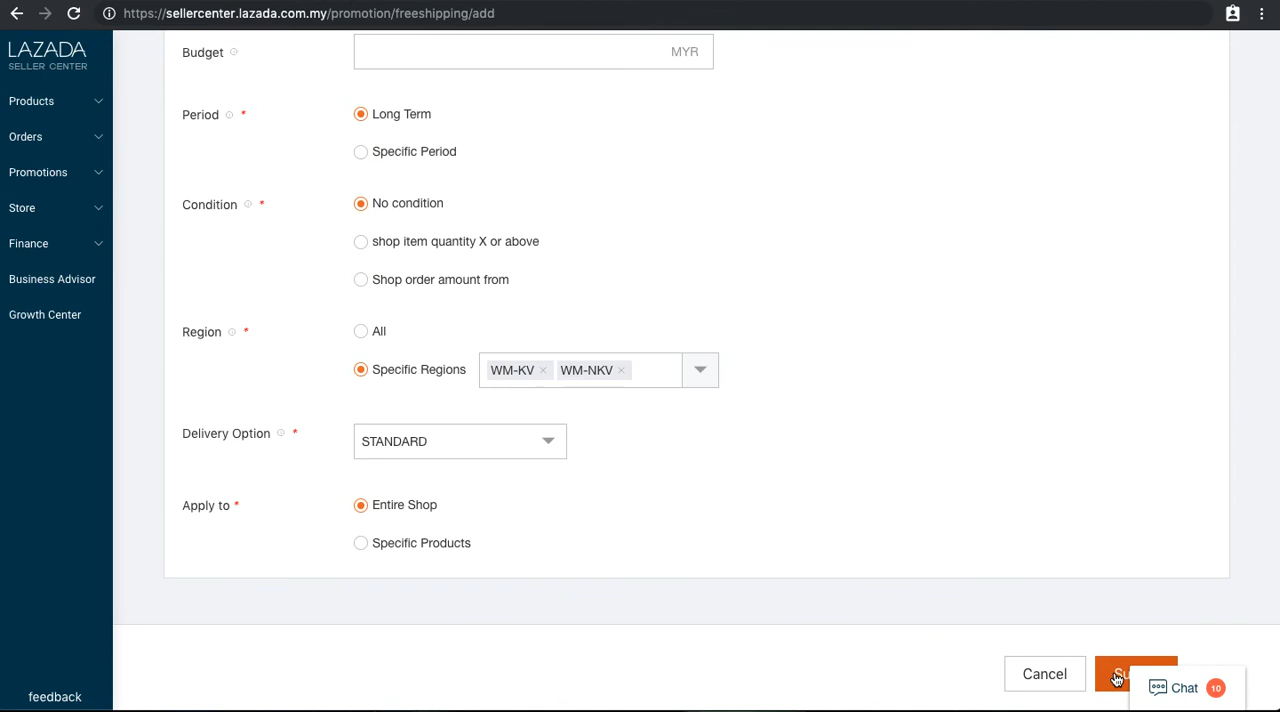 https://sellercenter.lazada.com.my/promotion/freeshipping/add
LAZADA
SELLER CENTER
Products
Orders
Promotions
Store
Finance
Business Advisor
Growth Center
feedback
Budget
MYR
Period *
Long Term
Specific Period
Condition *
No condition
shop item quantity X or above
Shop order amount from
Region *
All
Specific Regions WM-KV × WM-NKV ×
Delivery Option *
STANDARD
Apply to *
Entire Shop
Specific Products
Cancel
Chat 10